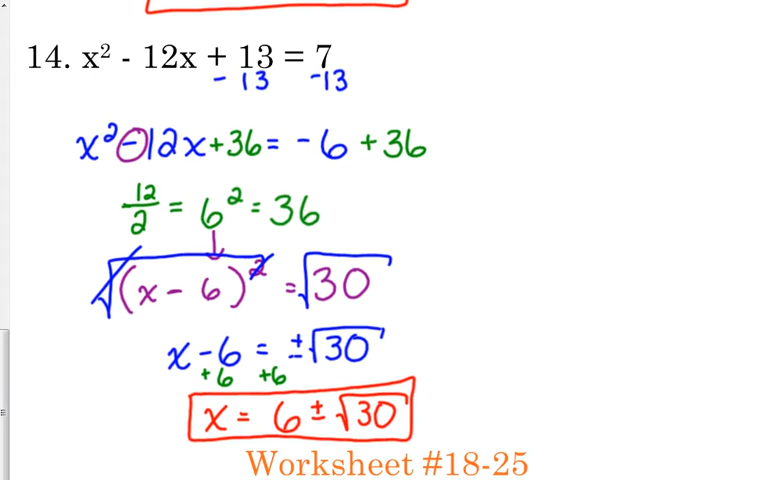 14. x² - 12x + 13 = 7
- 13 -13
x² - 12x + 36 = - 6 + 36
12/2 = 6² = 36
√(x - 6)² = √30
x - 6 = ±√30
+6 +6
x = 6 ± √30
Worksheet #18-25